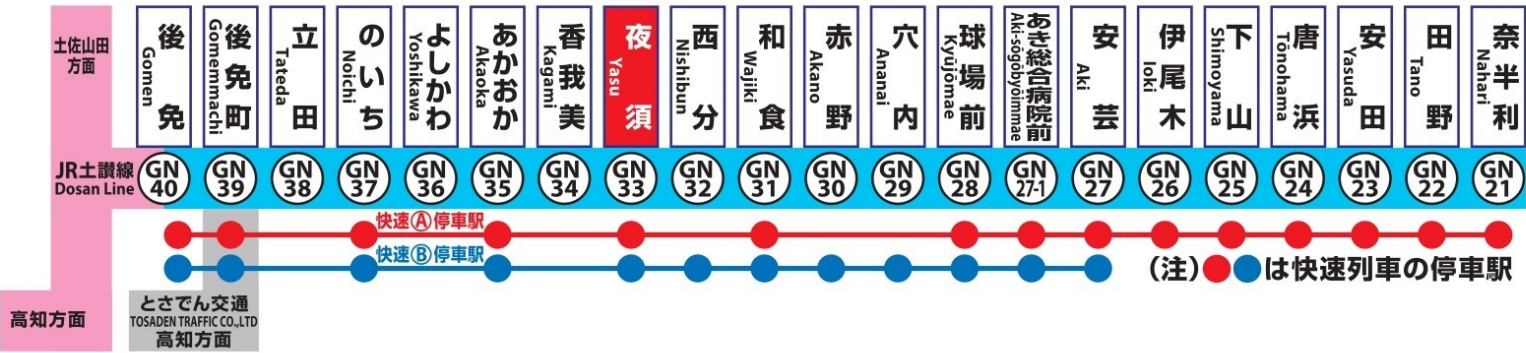 土佐山田
方面
後免
Gomen
後免町
Gomenmachi
立田
Tateda
のいち
Noichi
よしかわ
Yoshikawa
あかおか
Akaoka
香我美
Kagami
夜須
Yasu
西分
Nishibun
和食
Wajiki
赤野
Akano
穴内
Ananai
球場前
Kyūjōmae
あき総合病院前
Aki-sōgōbyōinmae
安芸
Aki
伊尾木
Ioki
下山
Shimoyama
唐浜
Tōnohama
安田
Yasuda
田野
Tano
奈半利
Nahari
JR土讃線
Dosan Line
GN
40
GN
39
GN
38
GN
37
GN
36
GN
35
GN
34
GN
33
GN
32
GN
31
GN
30
GN
29
GN
28
GN
27-1
GN
27
GN
26
GN
25
GN
24
GN
23
GN
22
GN
21
快速Ⓐ停車駅
快速Ⓑ停車駅
(注)は快速列車の停車駅
とさでん交通
TOSADEN TRAFFIC CO.,LTD
高知方面
高知方面